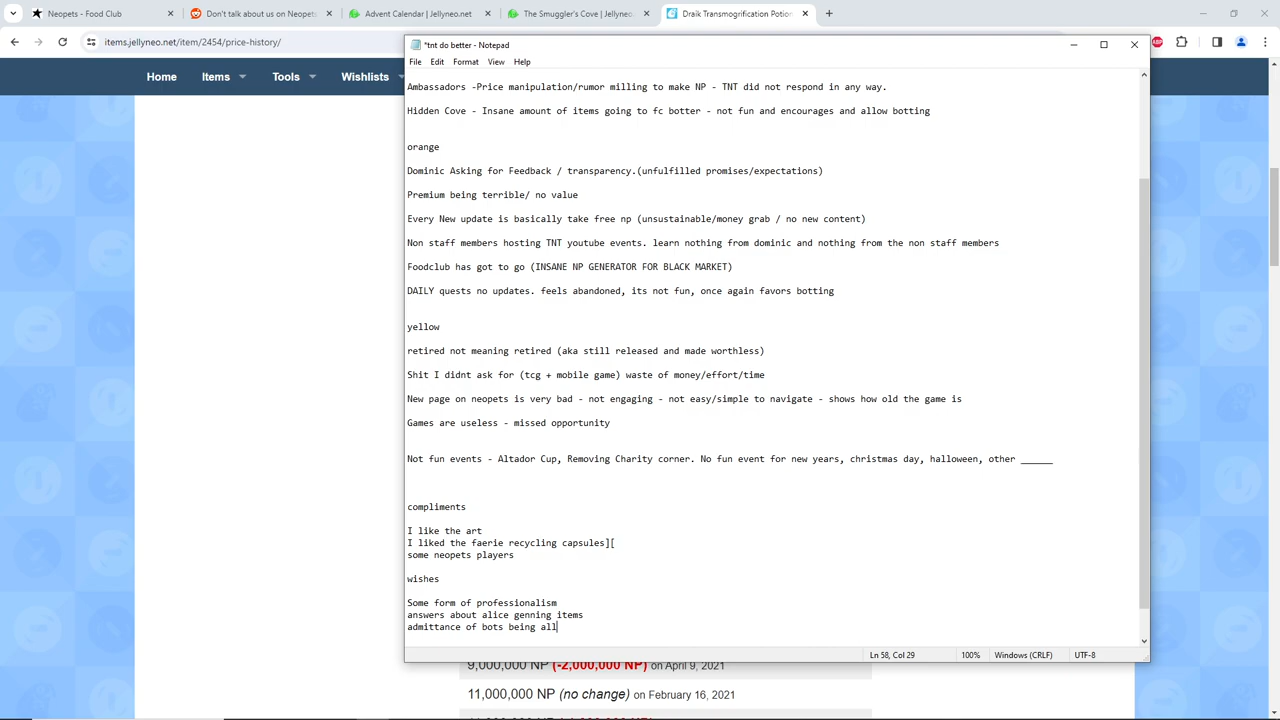 Neopets - Food Club
Don't talk about us on Neopets
Advent Calendar | Jellyneo.net
The Smuggler's Cove | Jellyneo
Draik Transmogrification Potion
items.jellyneo.net/item/2454/price-history/
ABP
*tnt do better - Notepad
File Edit Format View Help
Home Items Tools Wishlists
Ambassadors -Price manipulation/rumor milling to make NP - TNT did not respond in any way.
Hidden Cove - Insane amount of items going to fc botter - not fun and encourages and allow botting
orange
Dominic Asking for Feedback / transparency.(unfulfilled promises/expectations)
Premium being terrible/ no value
Every New update is basically take free np (unsustainable/money grab / no new content)
Non staff members hosting TNT youtube events. learn nothing from dominic and nothing from the non staff members
Foodclub has got to go (INSANE NP GENERATOR FOR BLACK MARKET)
DAILY quests no updates. feels abandoned, its not fun, once again favors botting
yellow
retired not meaning retired (aka still released and made worthless)
Shit I didnt ask for (tcg + mobile game) waste of money/effort/time
New page on neopets is very bad - not engaging - not easy/simple to navigate - shows how old the game is
Games are useless - missed opportunity
Not fun events - Altador Cup, Removing Charity corner. No fun event for new years, christmas day, halloween, other ______
compliments
I like the art
I liked the faerie recycling capsules][
some neopets players
wishes
Some form of professionalism
answers about alice genning items
admittance of bots being all
Ln 58, Col 29 100% Windows (CRLF) UTF-8
9,000,000 NP (-2,000,000 NP) on April 9, 2021
11,000,000 NP (no change) on February 16, 2021